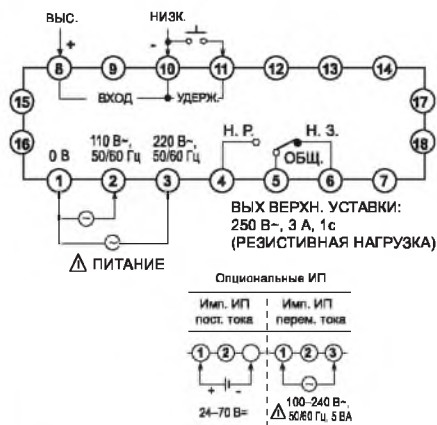 ВЫС. НИЗК.
+ -
8 9 10 11 12 13 14
15 ВХОД УДЕРЖ. 17
16 18
0 В 110 В~, 50/60 Гц 220 В~, 50/60 Гц Н. Р. Н. З.
ОБЩ.
1 2 3 4 5 6 7
~
~
⚠ ПИТАНИЕ
ВЫХ ВЕРХН. УСТАВКИ:
250 В~, 3 А, 1с
(РЕЗИСТИВНАЯ НАГРУЗКА)
Опциональные ИП
Имп. ИП
пост. тока
Имп. ИП
перем. тока
1 2
1 2 3
+ -
~
24–70 В=
⚠ 100–240 В~,
50/60 Гц, 5 ВА